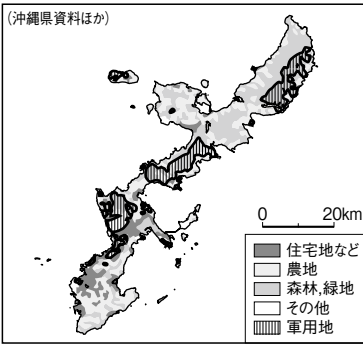 (沖縄県資料ほか)
0 20km
住宅地など
農地
森林,緑地
その他
軍用地